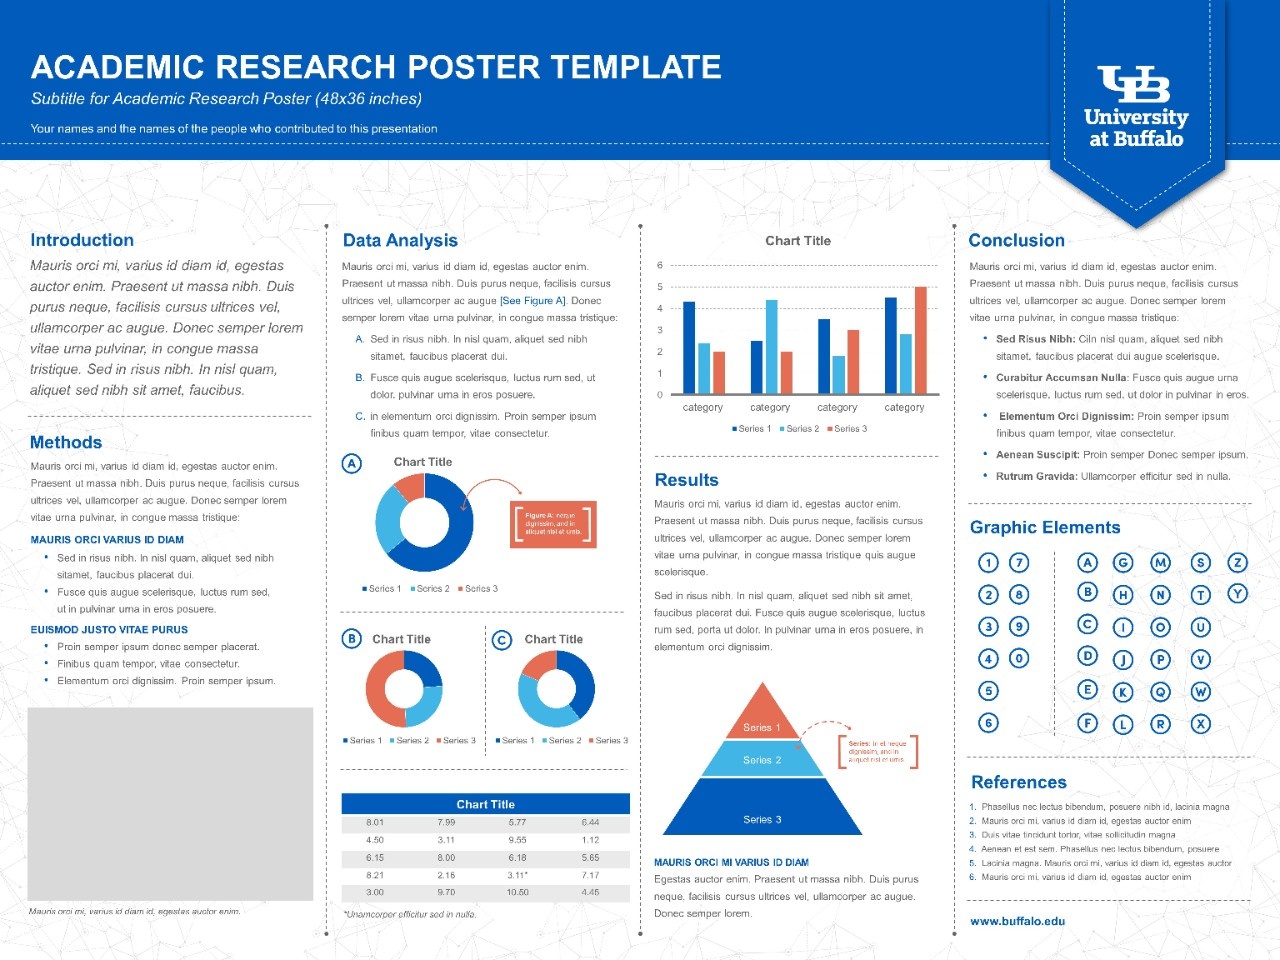 ACADEMIC RESEARCH POSTER TEMPLATE
Subtitle for Academic Research Poster (48x36 inches)
Your names and the names of the people who contributed to this presentation
UB
University
at Buffalo
Introduction
Mauris orci mi, varius id diam id, egestas
auctor enim. Praesent ut massa nibh. Duis
purus neque, facilisis cursus ultrices vel,
ullamcorper ac augue. Donec semper lorem
vitae urna pulvinar, in congue massa
tristique. Sed in risus nibh. In nisl quam,
aliquet sed nibh sit amet, faucibus.
Methods
Mauris orci mi, varius id diam id, egestas auctor enim.
Praesent ut massa nibh. Duis purus neque, facilisis cursus
ultrices vel, ullamcorper ac augue. Donec semper lorem
vitae urna pulvinar, in congue massa tristique:
MAURIS ORCI VARIUS ID DIAM
• Sed in risus nibh. In nisl quam, aliquet sed nibh
sitamet, faucibus placerat dui.
• Fusce quis augue scelerisque, luctus rum sed,
ut in pulvinar urna in eros posuere.
EUISMOD JUSTO VITAE PURUS
• Proin semper ipsum donec semper placerat.
• Finibus quam tempor, vitae consectetur.
• Elementum orci dignissim. Proin semper ipsum.
Mauris orci mi, varius id diam id, egestas auctor enim.
Data Analysis
Mauris orci mi, varius id diam id, egestas auctor enim.
Praesent ut massa nibh. Duis purus neque, facilisis cursus
ultrices vel, ullamcorper ac augue [See Figure A]. Donec
semper lorem vitae urna pulvinar, in congue massa tristique:
A. Sed in risus nibh. In nisl quam, aliquet sed nibh
sitamet, faucibus placerat dui.
B. Fusce quis augue scelerisque, luctus rum sed, ut
dolor, pulvinar urna in eros posuere.
C. in elementum orci dignissim. Proin semper ipsum
finibus quam tempor, vitae consectetur.
A Chart Title
Figure A: neque
dignissim, and in
aliquet nisl et umis.
Series 1 Series 2 Series 3
B Chart Title
Series 1 Series 2 Series 3
C Chart Title
Series 1 Series 2 Series 3
Chart Title
8.01 7.99 5.77 6.44
4.50 3.11 9.55 1.12
6.15 8.00 6.18 5.65
8.21 2.16 3.11* 7.17
3.00 9.70 10.50 4.45
*Unamcorper efficitur sed in nulla.
Chart Title
6
5
4
3
2
1
0
category category category category
Series 1 Series 2 Series 3
Results
Mauris orci mi, varius id diam id, egestas auctor enim.
Praesent ut massa nibh. Duis purus neque, facilisis cursus
ultrices vel, ullamcorper ac augue. Donec semper lorem
vitae urna pulvinar, in congue massa tristique quis augue
scelerisque.
Sed in risus nibh. In nisl quam, aliquet sed nibh sit amet,
faucibus placerat dui. Fusce quis augue scelerisque, luctus
rum sed, porta ut dolor. In pulvinar urna in eros posuere, in
elementum orci dignissim.
Series 1
Series 2
Series 3
Series: in et neque
dignissim, and in
aliquet nisl et umis.
MAURIS ORCI MI VARIUS ID DIAM
Egestas auctor enim. Praesent ut massa nibh. Duis purus
neque, facilisis cursus ultrices vel, ullamcorper ac augue.
Donec semper lorem.
Conclusion
Mauris orci mi, varius id diam id, egestas auctor enim.
Praesent ut massa nibh. Duis purus neque, facilisis cursus
ultrices vel, ullamcorper ac augue. Donec semper lorem
vitae urna pulvinar, in congue massa tristique:
• Sed Risus Nibh: CiIn nisl quam, aliquet sed nibh
sitamet, faucibus placerat dui augue scelerisque.
• Curabitur Accumsan Nulla: Fusce quis augue urna
scelerisque, luctus rum sed, ut dolor in pulvinar in eros.
• Elementum Orci Dignissim: Proin semper ipsum
finibus quam tempor, vitae consectetur.
• Aenean Suscipit: Proin semper Donec semper ipsum.
• Rutrum Gravida: Ullamcorper efficitur sed in nulla.
Graphic Elements
1 7 A G M S Z
2 8 B H N T Y
3 9 C I O U
4 0 D J P V
5 E K Q W
6 F L R X
References
1. Phasellus nec lectus bibendum, posuere nibh id, lacinia magna
2. Mauris orci mi, varius id diam id, egestas auctor enim
3. Duis vitae tincidunt tortor, vitae sollicitudin magna
4. Aenean et est sem. Phasellus nec lectus bibendum, posuere
5. Lacinia magna. Mauris orci mi, varius id diam id, egestas auctor
6. Mauris orci mi, varius id diam id, egestas auctor enim
www.buffalo.edu